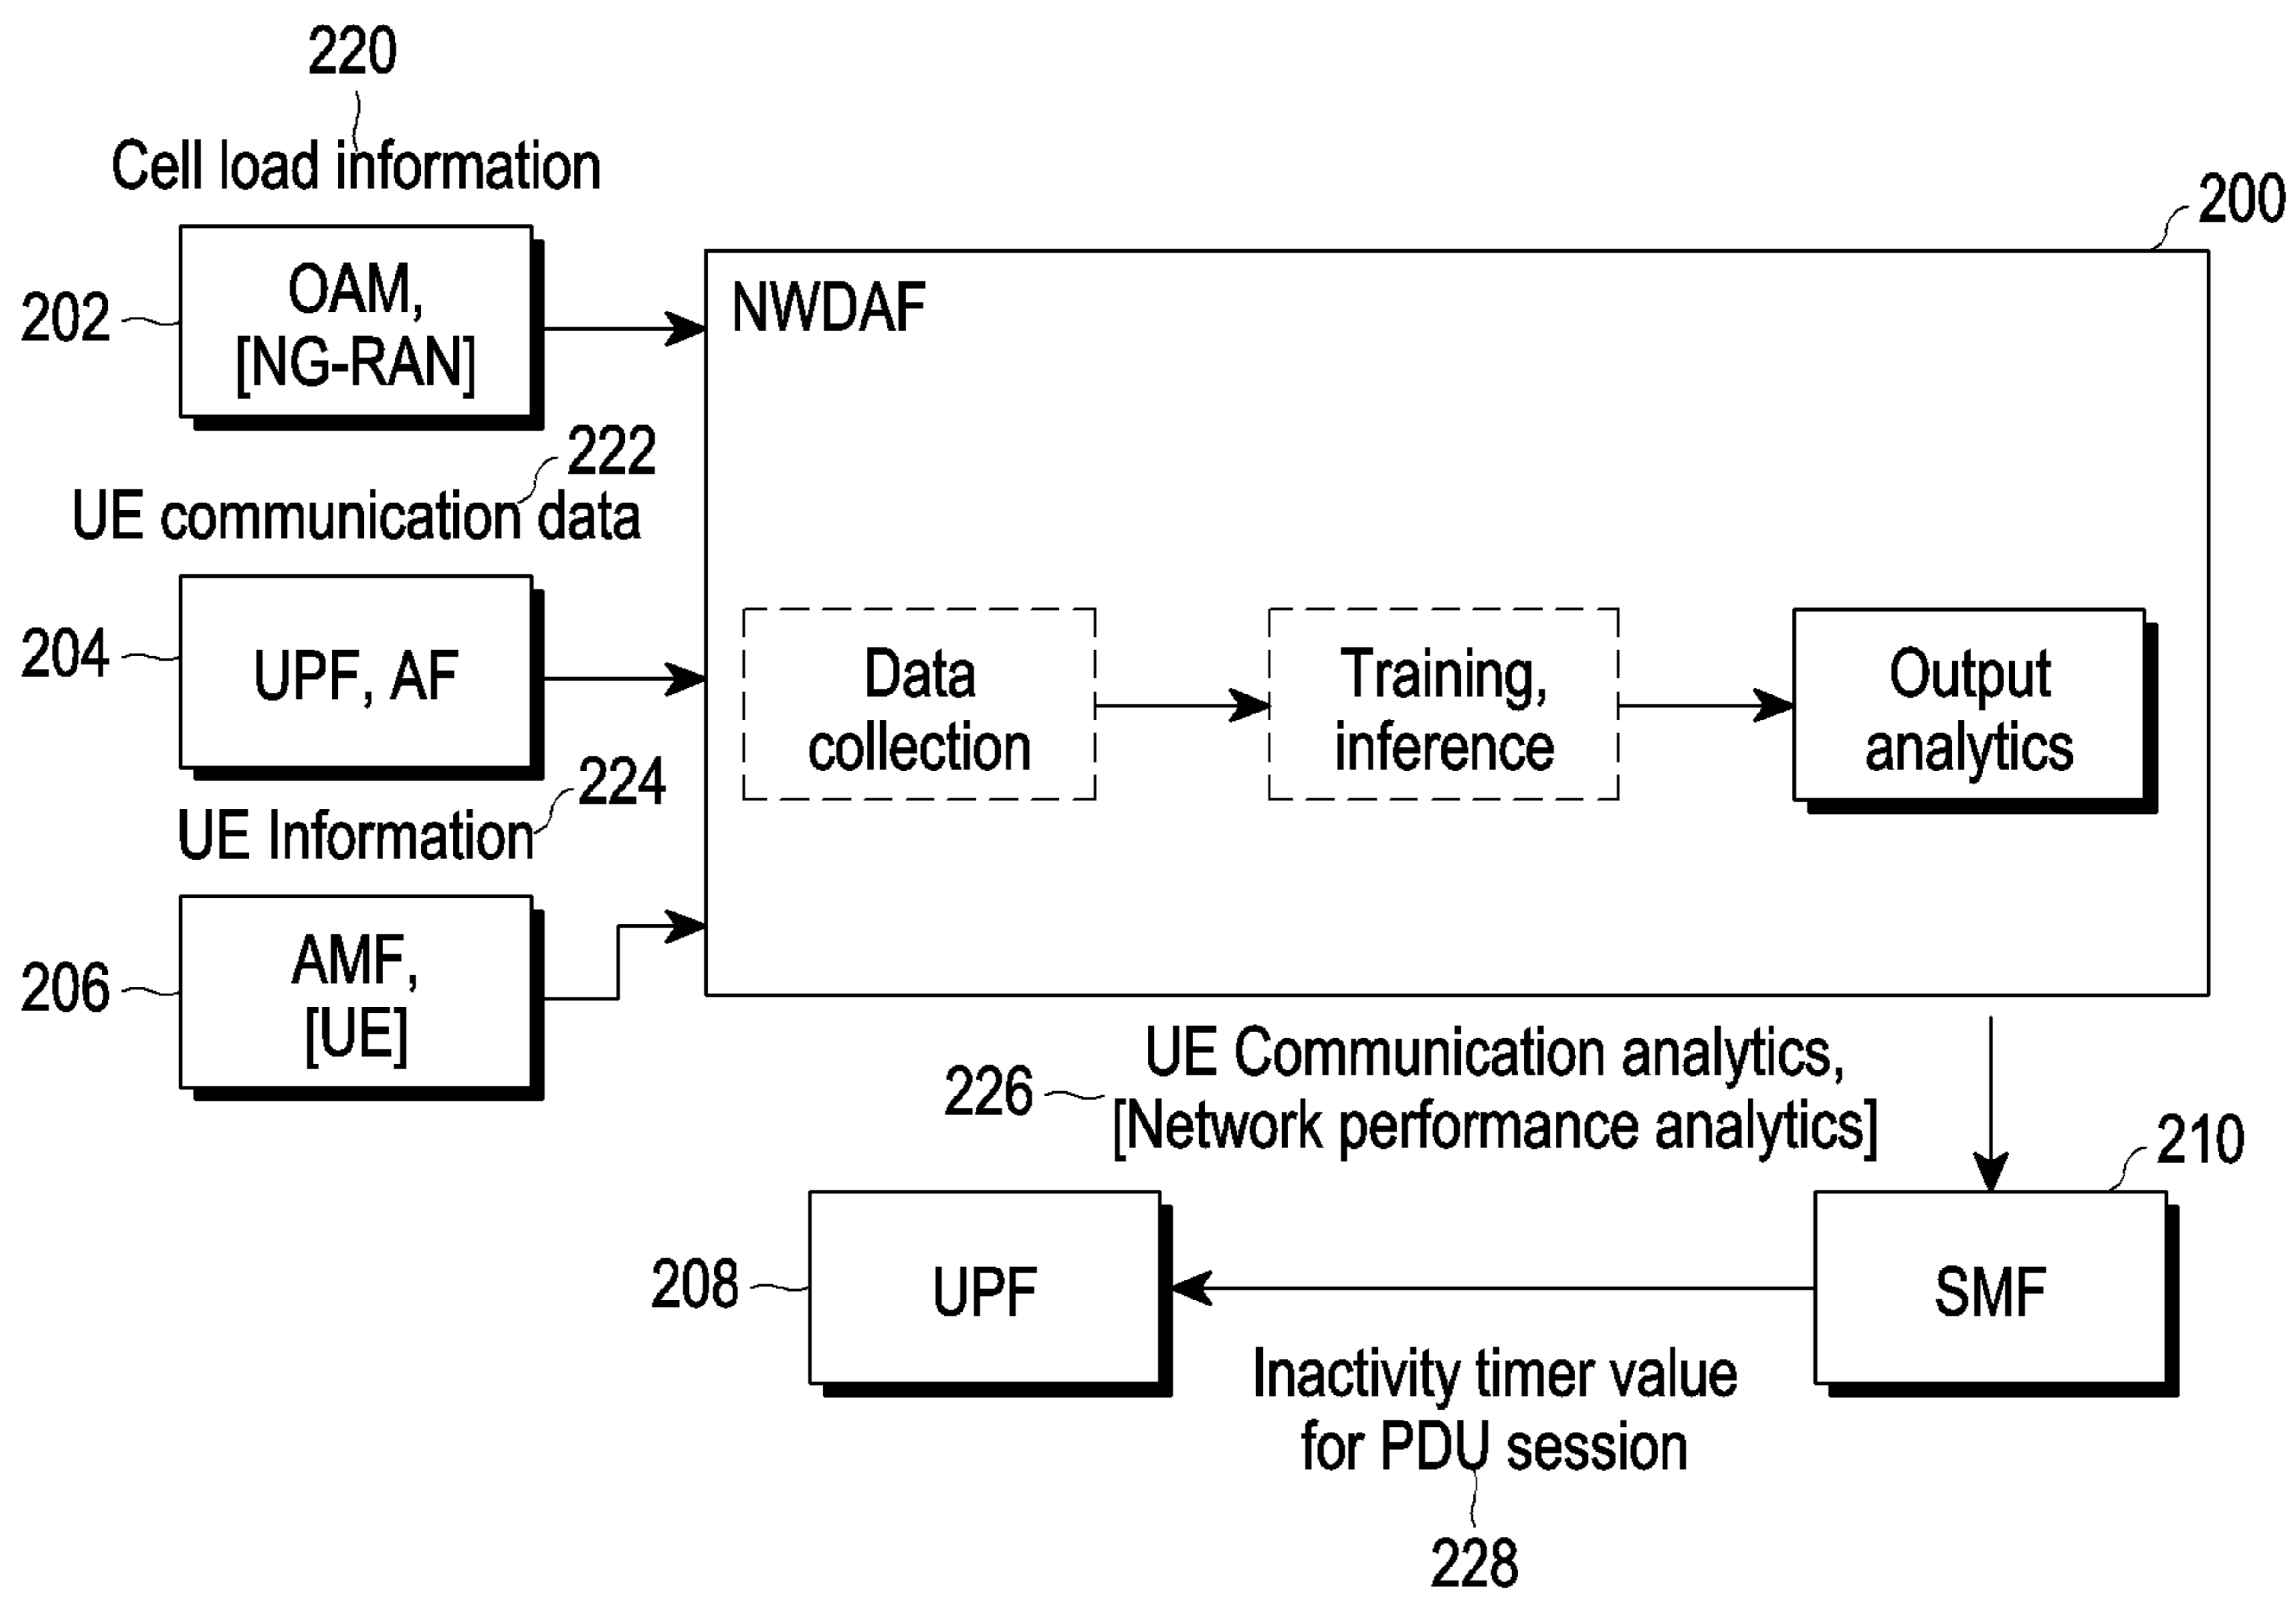 220
Cell load information
200
202
OAM,
[NG-RAN]
NWDAF
222
UE communication data
204
UPF, AF
Data
collection
Training,
inference
Output
analytics
224
UE Information
206
AMF,
[UE]
226
UE Communication analytics,
[Network performance analytics]
210
208
UPF
SMF
Inactivity timer value
for PDU session
228